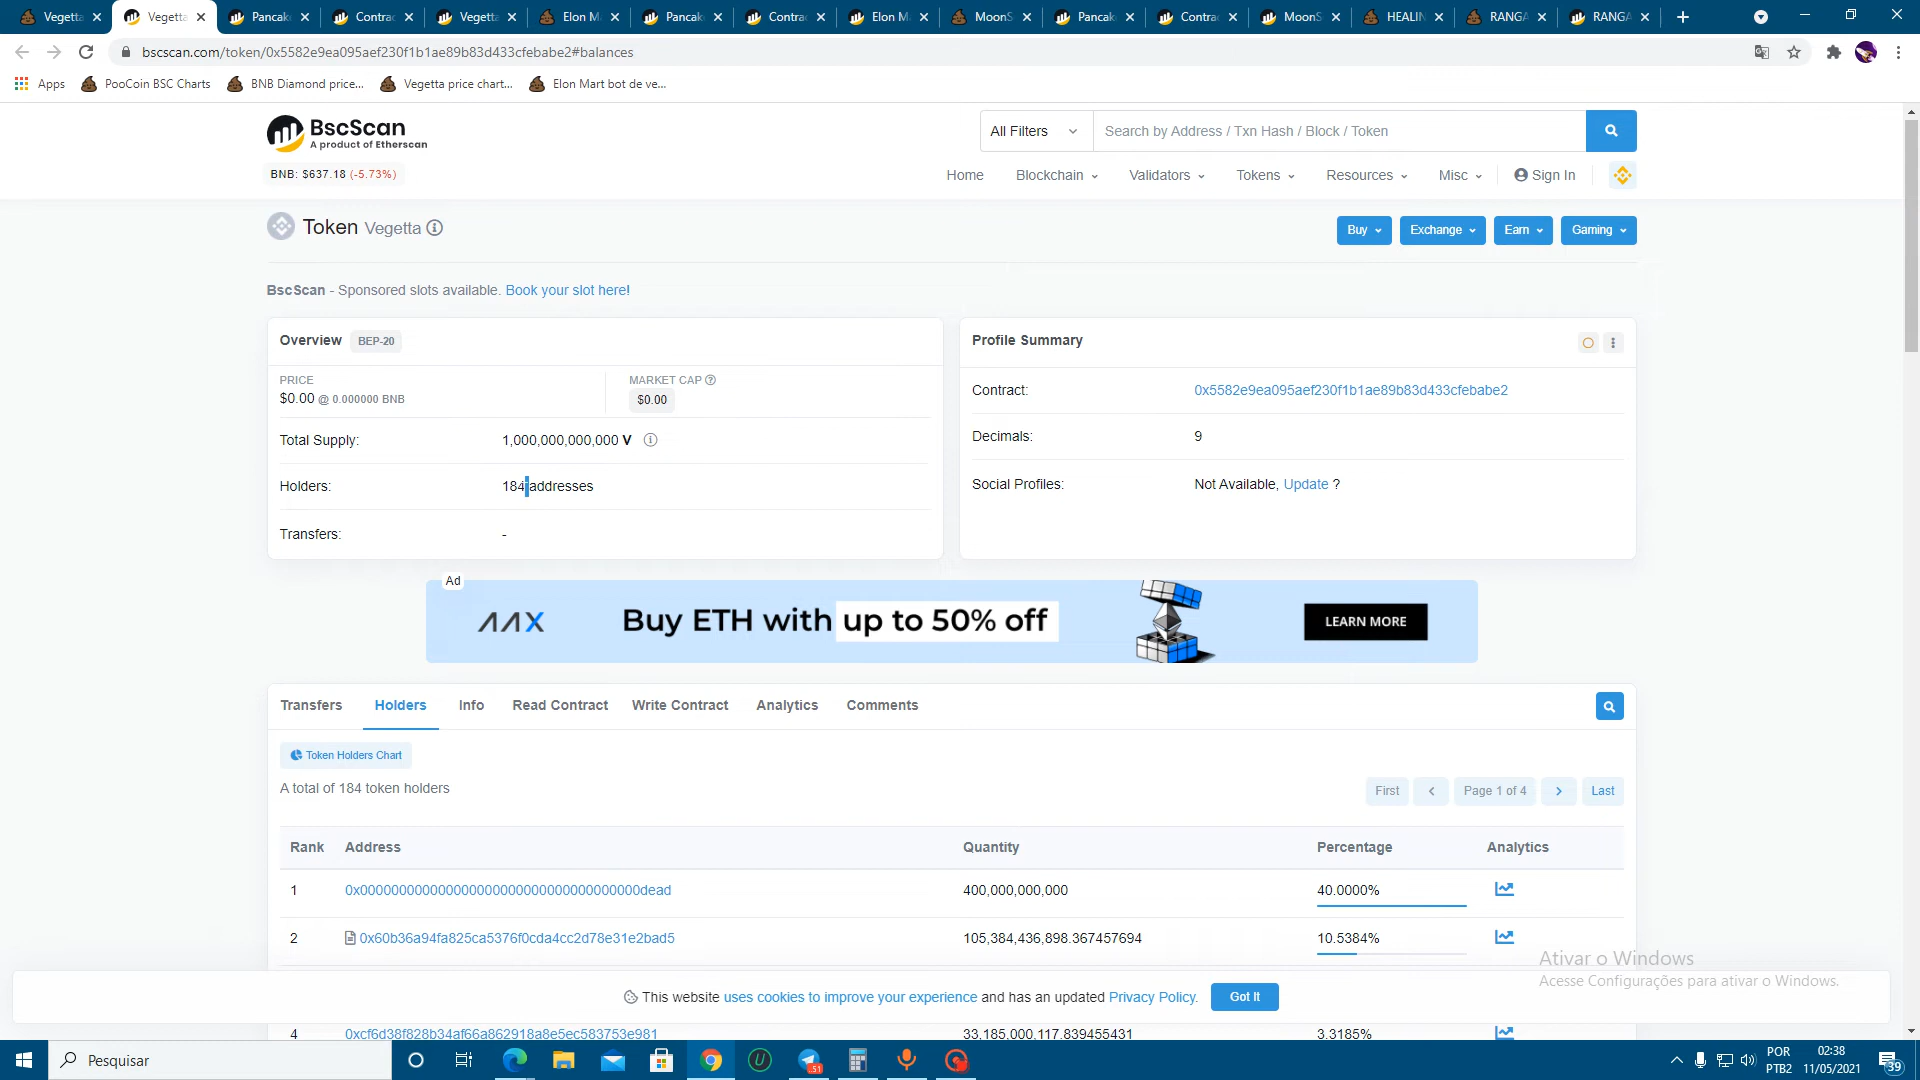 Vegetta
Vegetta
Pancak
Contrac
Vegetta
Elon M
Pancak
Contra
Elon M
MoonS
Pancak
Contra
MoonS
HEALIN
RANGA
RANGA
bscscan.com/token/0x5582e9ea095aef230f1b1ae89b83d433cfebabe2#balances
Apps PooCoin BSC Charts BNB Diamond price... Vegetta price chart... Elon Mart bot de ve...
BscScan
A product of Etherscan
All Filters Search by Address / Txn Hash / Block / Token
BNB: $637.18 (-5.73%)
Home Blockchain Validators Tokens Resources Misc Sign In
Token Vegetta
Buy Exchange Earn Gaming
BscScan - Sponsored slots available. Book your slot here!
Overview BEP-20
PRICE
$0.00 @ 0.000000 BNB
MARKET CAP
$0.00
Total Supply: 1,000,000,000,000 V
Holders: 184 addresses
Transfers: -
Profile Summary
Contract: 0x5582e9ea095aef230f1b1ae89b83d433cfebabe2
Decimals: 9
Social Profiles: Not Available, Update ?
Ad
AAX Buy ETH with up to 50% off LEARN MORE
Transfers Holders Info Read Contract Write Contract Analytics Comments
Token Holders Chart
A total of 184 token holders
First Page 1 of 4 Last
Rank Address Quantity Percentage Analytics
1 0x000000000000000000000000000000000000dead 400,000,000,000 40.0000%
2 0x60b36a94fa825ca5376f0cda4cc2d78e31e2bad5 105,384,436,898.367457694 10.5384%
Ativar o Windows
Acesse Configurações para ativar o Windows.
This website uses cookies to improve your experience and has an updated Privacy Policy. Got It
4 0xcf6d38f828b34af66a862918a8e5ec583753e981 33,185,000,117.839455431 3.3185%
Pesquisar
51
POR
PTB2
02:38
11/05/2021
39